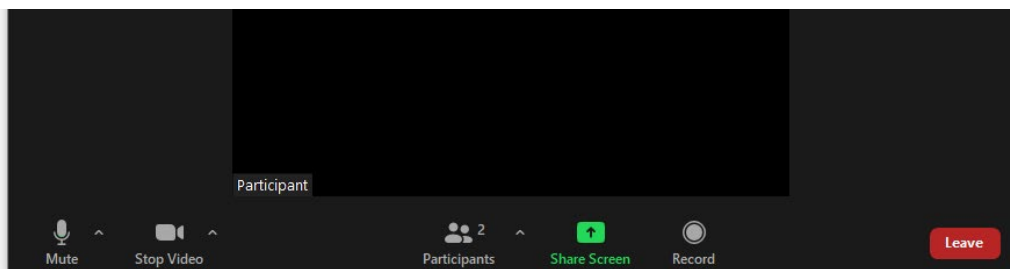 Participant
2
Mute
Stop Video
Participants
Share Screen
Record
Leave